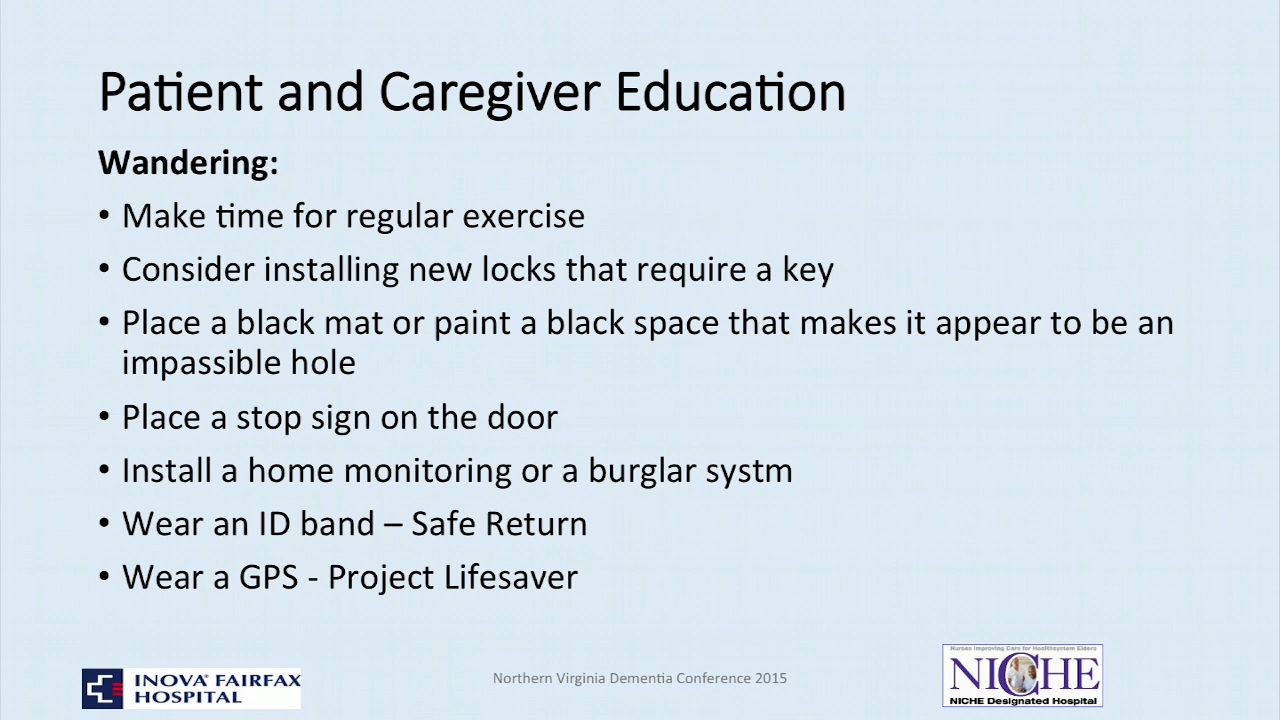 Patient and Caregiver Education
Wandering:
• Make time for regular exercise
• Consider installing new locks that require a key
• Place a black mat or paint a black space that makes it appear to be an
impassible hole
• Place a stop sign on the door
• Install a home monitoring or a burglar systm
• Wear an ID band – Safe Return
• Wear a GPS - Project Lifesaver
INOVA® FAIRFAX
HOSPITAL
Northern Virginia Dementia Conference 2015
Nurses Improving Care for Healthsystem Elders
NICHE
NICHE Designated Hospital